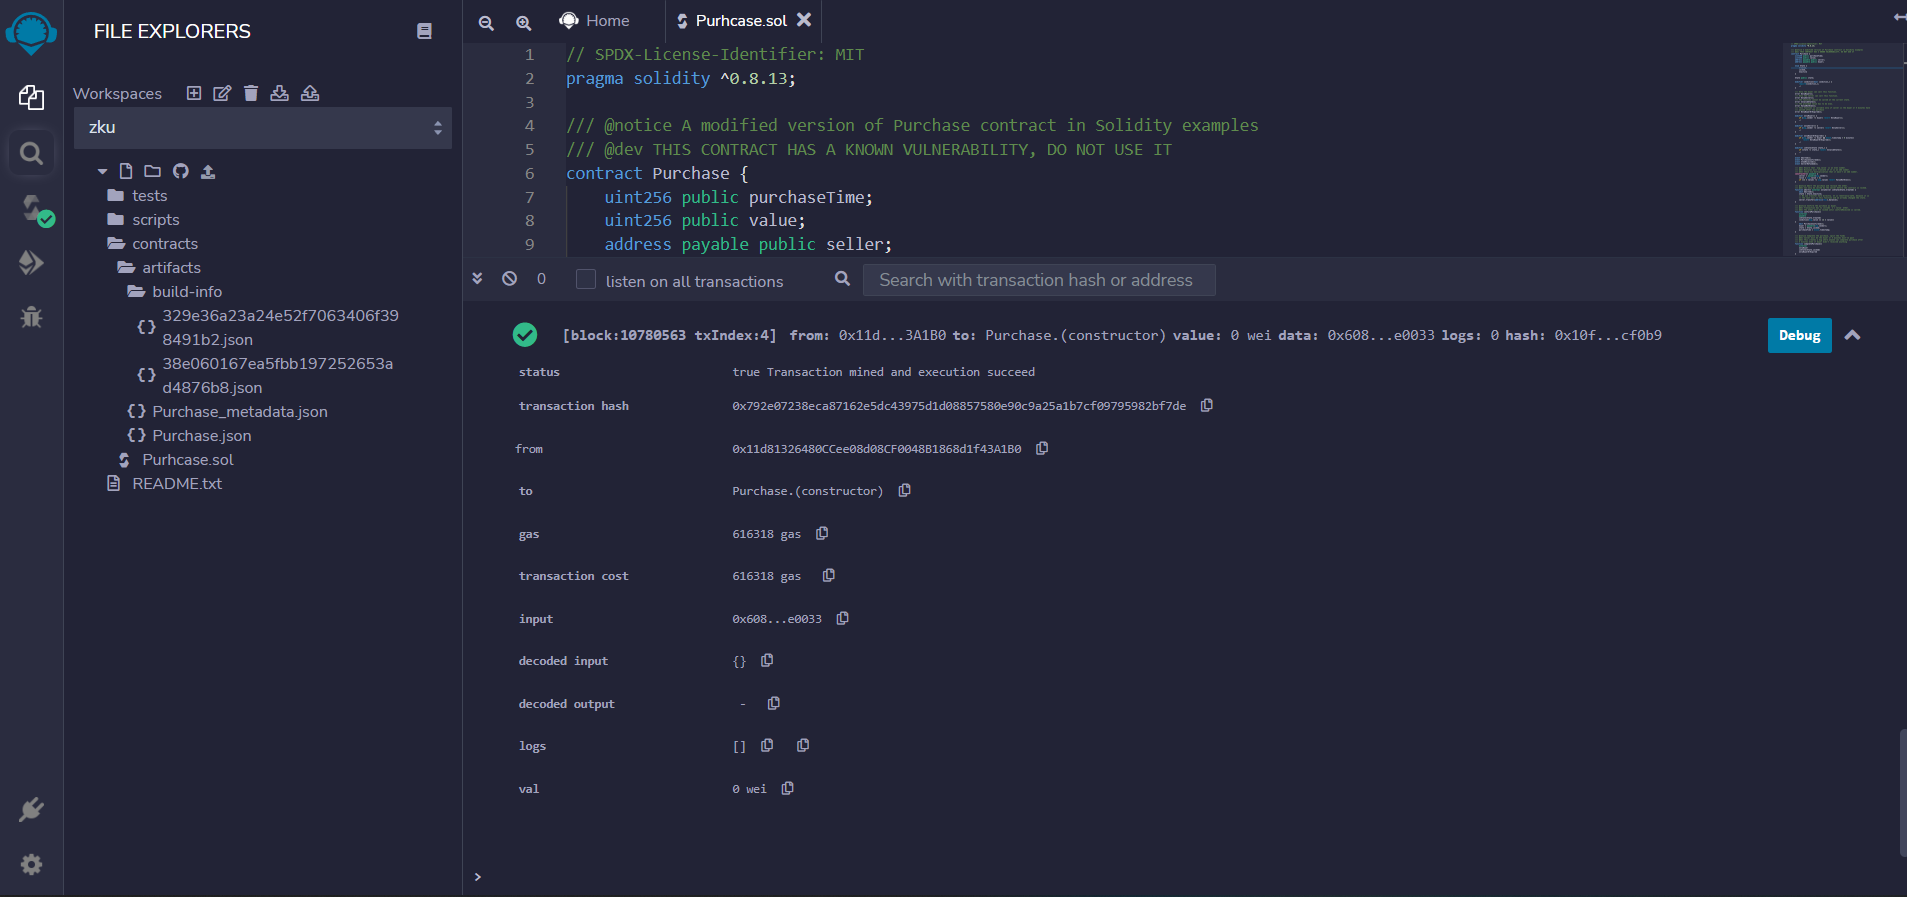 FILE EXPLORERS
Workspaces
zku
tests
scripts
contracts
artifacts
build-info
329e36a23a24e52f7063406f39
8491b2.json
38e060167ea5fbb197252653a
d4876b8.json
Purchase_metadata.json
Purchase.json
Purhcase.sol
README.txt
Home
Purhcase.sol
1 // SPDX-License-Identifier: MIT
2 pragma solidity ^0.8.13;
3
4 /// @notice A modified version of Purchase contract in Solidity examples
5 /// @dev THIS CONTRACT HAS A KNOWN VULNERABILITY, DO NOT USE IT
6 contract Purchase {
7 uint256 public purchaseTime;
8 uint256 public value;
9 address payable public seller;
0 listen on all transactions Search with transaction hash or address
[block:10780563 txIndex:4] from: 0x11d...3A1B0 to: Purchase.(constructor) value: 0 wei data: 0x608...e0033 logs: 0 hash: 0x10f...cf0b9 Debug
status true Transaction mined and execution succeed
transaction hash 0x792e07238eca87162e5dc43975d1d08857580e90c9a25a1b7cf09795982bf7de
from 0x11d81326480CCee08d08CF0048B1868d1f43A1B0
to Purchase.(constructor)
gas 616318 gas
transaction cost 616318 gas
input 0x608...e0033
decoded input {}
decoded output -
logs []
val 0 wei
>